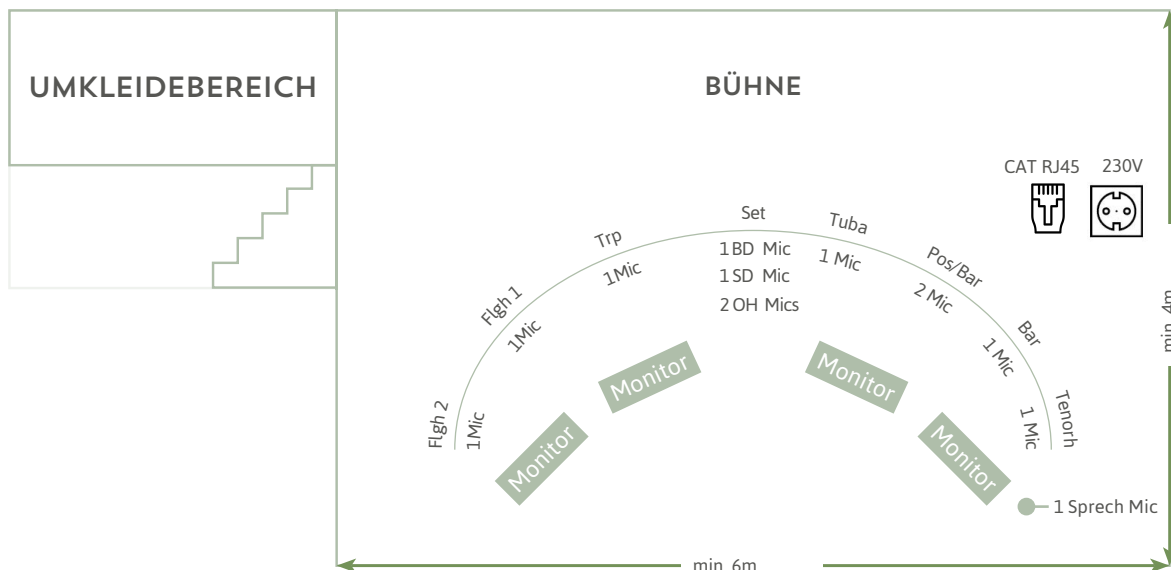 UMKLEIDEBEREICH
BÜHNE
CAT RJ45
230V
Set
Tuba
Trp
Pos/Bar
Flgh 1
Bar
Flgh 2
Tenorh
1 BD Mic
1 SD Mic
2 OH Mics
1 Mic
1Mic
2 Mic
1Mic
1 Mic
1Mic
1 Mic
Monitor
Monitor
Monitor
Monitor
1 Sprech Mic
min. 4m
min. 6m